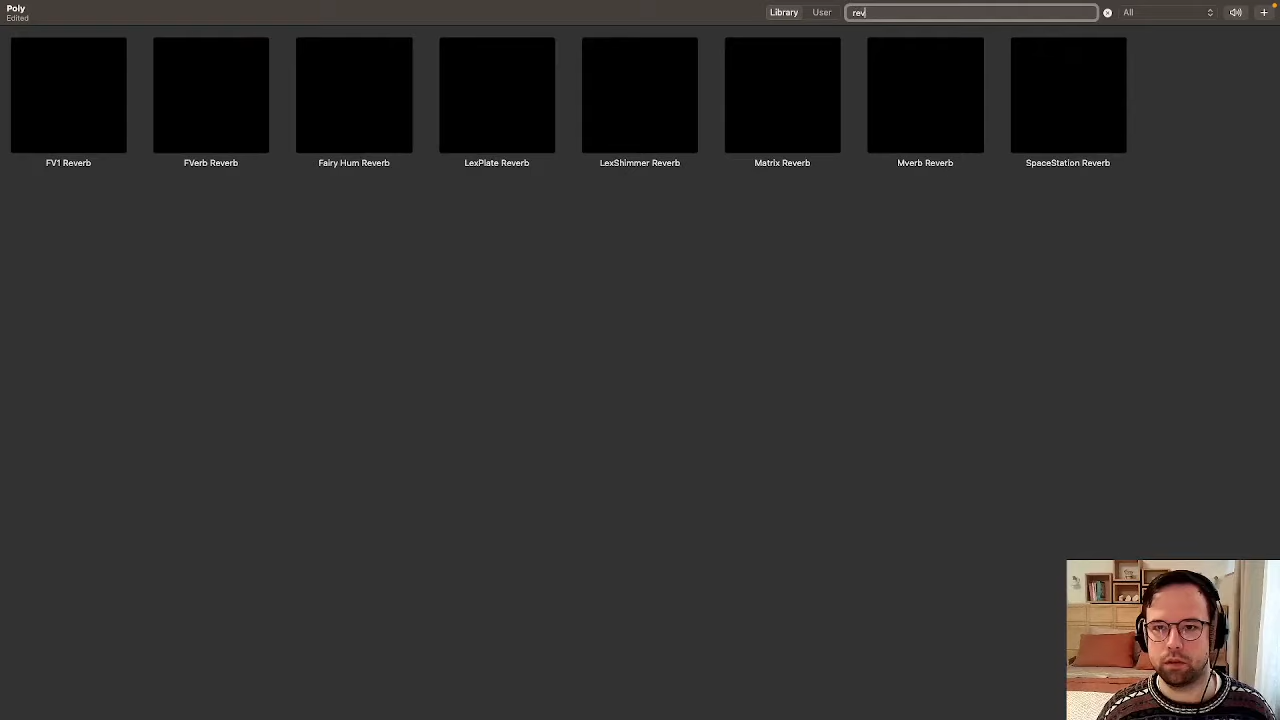 Poly
Edited
Library
User
rev
All
FV1 Reverb
FVerb Reverb
Fairy Hum Reverb
LexPlate Reverb
LexShimmer Reverb
Matrix Reverb
Mverb Reverb
SpaceStation Reverb